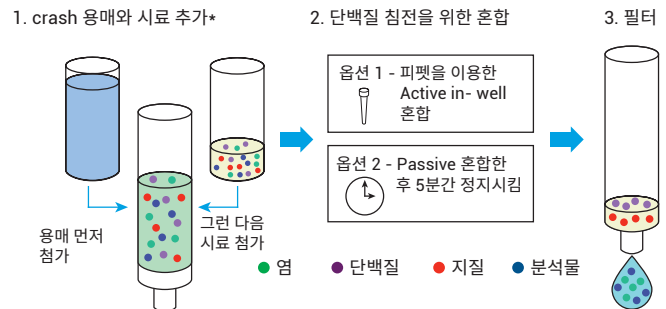 1. crash 용매와 시료 추가*
2. 단백질 침전을 위한 혼합
3. 필터
옵션 1 - 피펫을 이용한
Active in- well
혼합
옵션 2 - Passive 혼합한
후 5분간 정지시킴
용매 먼저
첨가
그런 다음
시료 첨가
염
단백질
지질
분석물